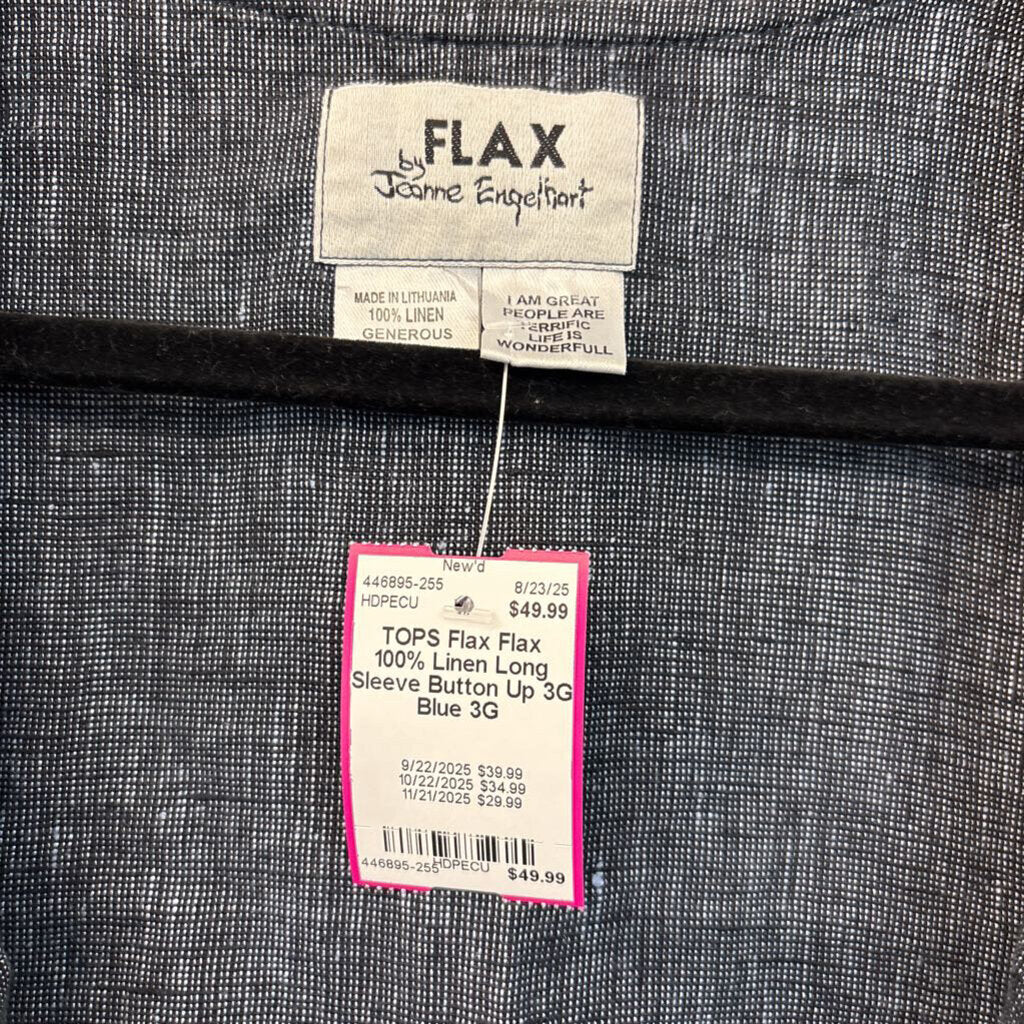 FLAX
by
Jeanne Engelhart
MADE IN LITHUANIA
100% LINEN
GENEROUS
I AM GREAT
PEOPLE ARE
TERRIFIC
LIFE IS
WONDERFULL
New'd
446895-255 8/23/25
HDPECU $49.99
TOPS Flax Flax
100% Linen Long
Sleeve Button Up 3G
Blue 3G
9/22/2025 $39.99
10/22/2025 $34.99
11/21/2025 $29.99
446895-255 HDPECU $49.99